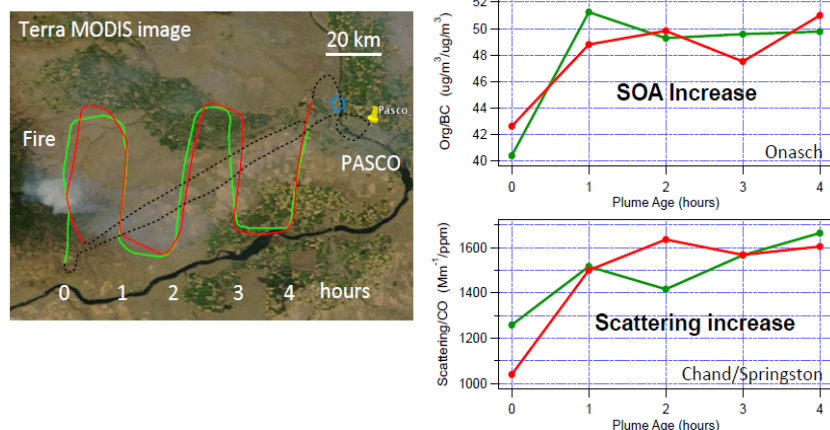 Terra MODIS image
20 km
Fire
Pasco
PASCO
0 1 2 3 4 hours
Org/BC (ug/m³/ug/m³)
52
50
48
46
44
42
40
SOA Increase
Onasch
0 1 2 3 4
Plume Age (hours)
Scattering/CO (Mm⁻¹/ppm)
1600
1400
1200
1000
Scattering increase
Chand/Springston
0 1 2 3 4
Plume Age (hours)